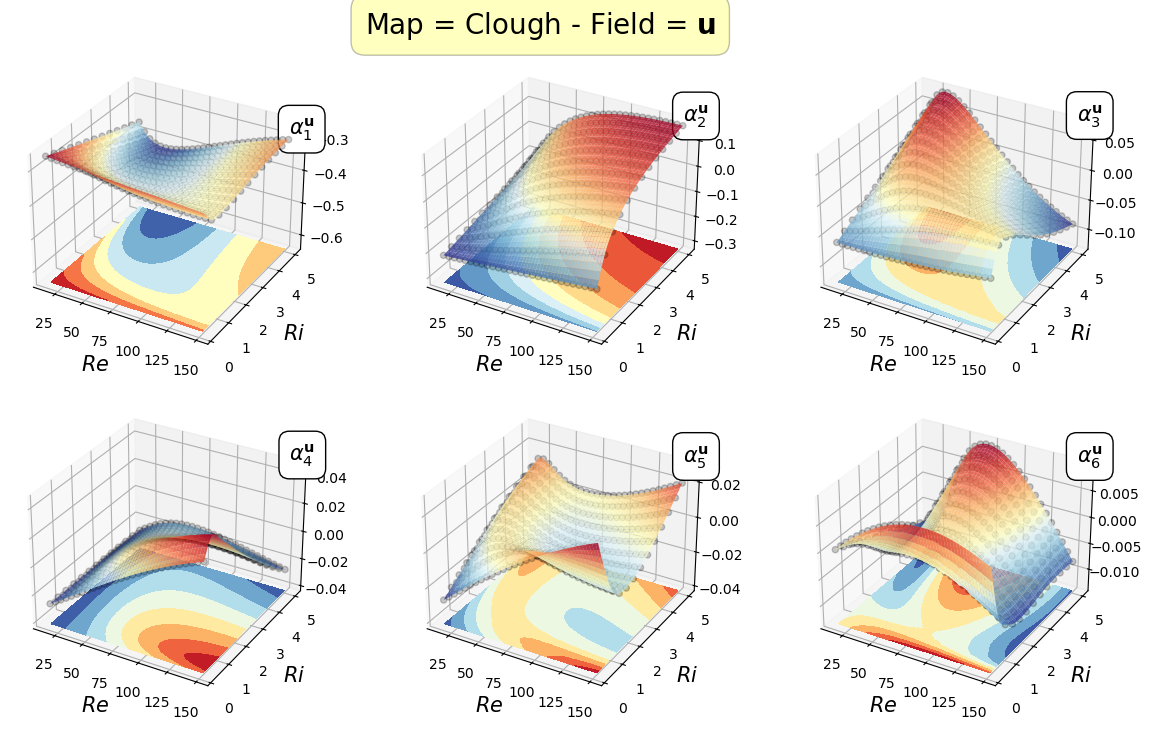 Map = Clough - Field = u
α₁ᵘ
0.3
−0.4
−0.5
−0.6
25 50 75 100 125 150
Re
0 1 2 3 4 5
Ri
α₂ᵘ
0.1
0.0
−0.1
−0.2
−0.3
25 50 75 100 125 150
Re
0 1 2 3 4 5
Ri
α₃ᵘ
0.05
0.00
−0.05
−0.10
25 50 75 100 125 150
Re
0 1 2 3 4 5
Ri
α₄ᵘ
0.04
0.02
0.00
−0.02
−0.04
25 50 75 100 125 150
Re
0 1 2 3 4 5
Ri
α₅ᵘ
0.02
0.00
−0.02
−0.04
25 50 75 100 125 150
Re
0 1 2 3 4 5
Ri
α₆ᵘ
0.005
0.000
−0.005
−0.010
25 50 75 100 125 150
Re
0 1 2 3 4 5
Ri